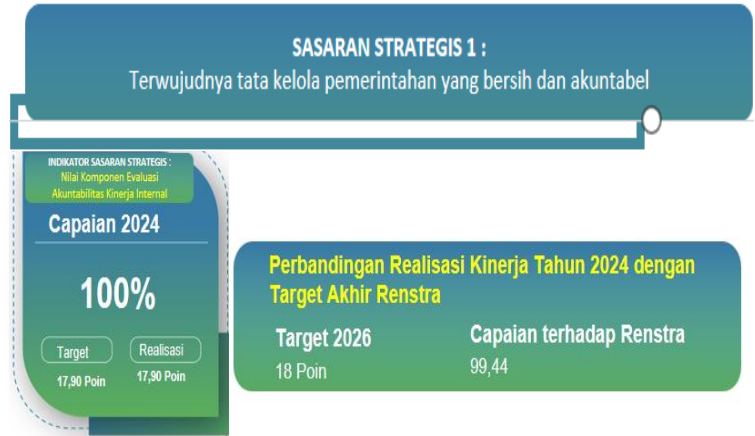 SASARAN STRATEGIS 1 :
Terwujudnya tata kelola pemerintahan yang bersih dan akuntabel
INDIKATOR SASARAN STRATEGIS :
Nilai Komponen Evaluasi
Akuntabilitas Kinerja Internal
Capaian 2024
100%
Target
Realisasi
17,90 Poin
17,90 Poin
Perbandingan Realisasi Kinerja Tahun 2024 dengan
Target Akhir Renstra
Target 2026
Capaian terhadap Renstra
18 Poin
99,44